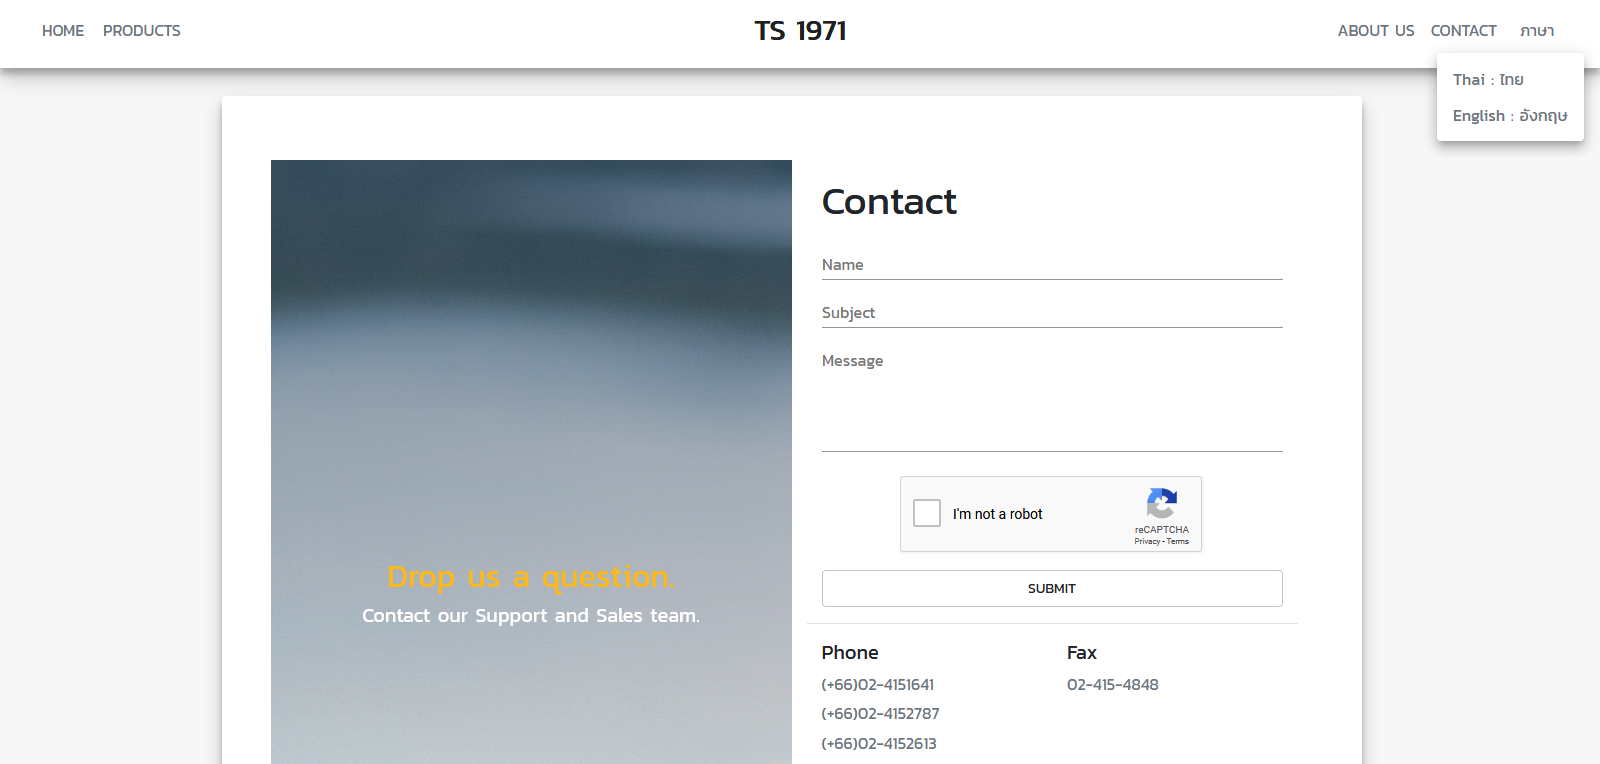 HOME PRODUCTS TS 1971 ABOUT US CONTACT ภาษา
Thai : ไทย
English : อังกฤษ
Contact
Name
Subject
Message
I'm not a robot
reCAPTCHA
Privacy - Terms
SUBMIT
Drop us a question.
Contact our Support and Sales team.
Phone
(+66)02-4151641
(+66)02-4152787
(+66)02-4152613
Fax
02-415-4848